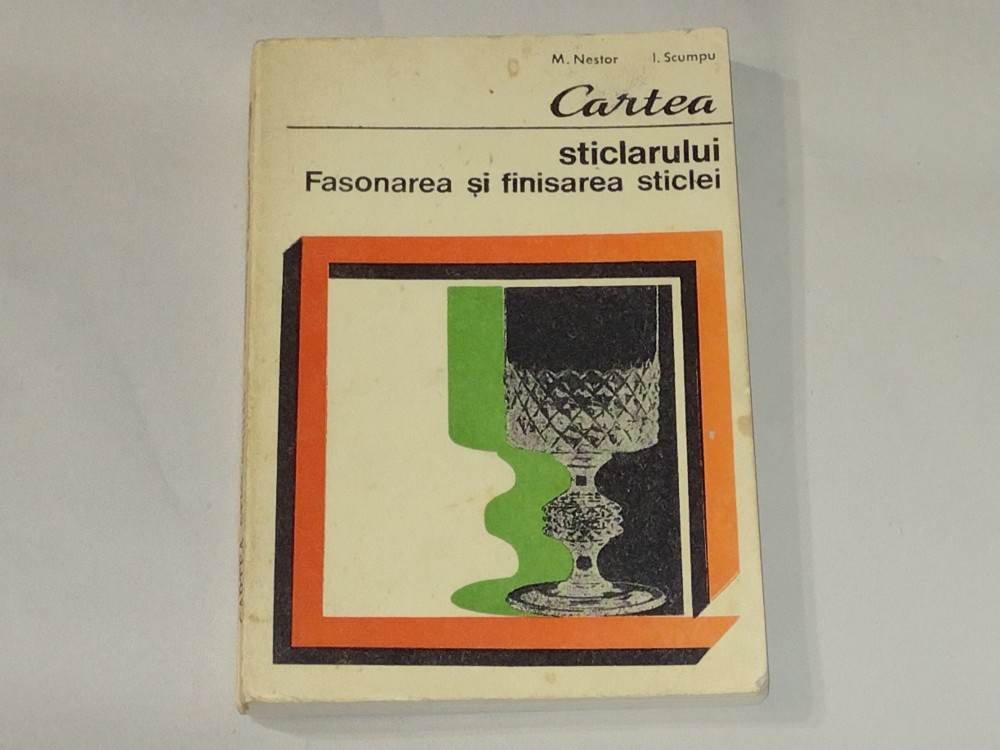 M. Nestor I. Scumpu
Cartea
sticlarului
Fasonarea și finisarea sticlei